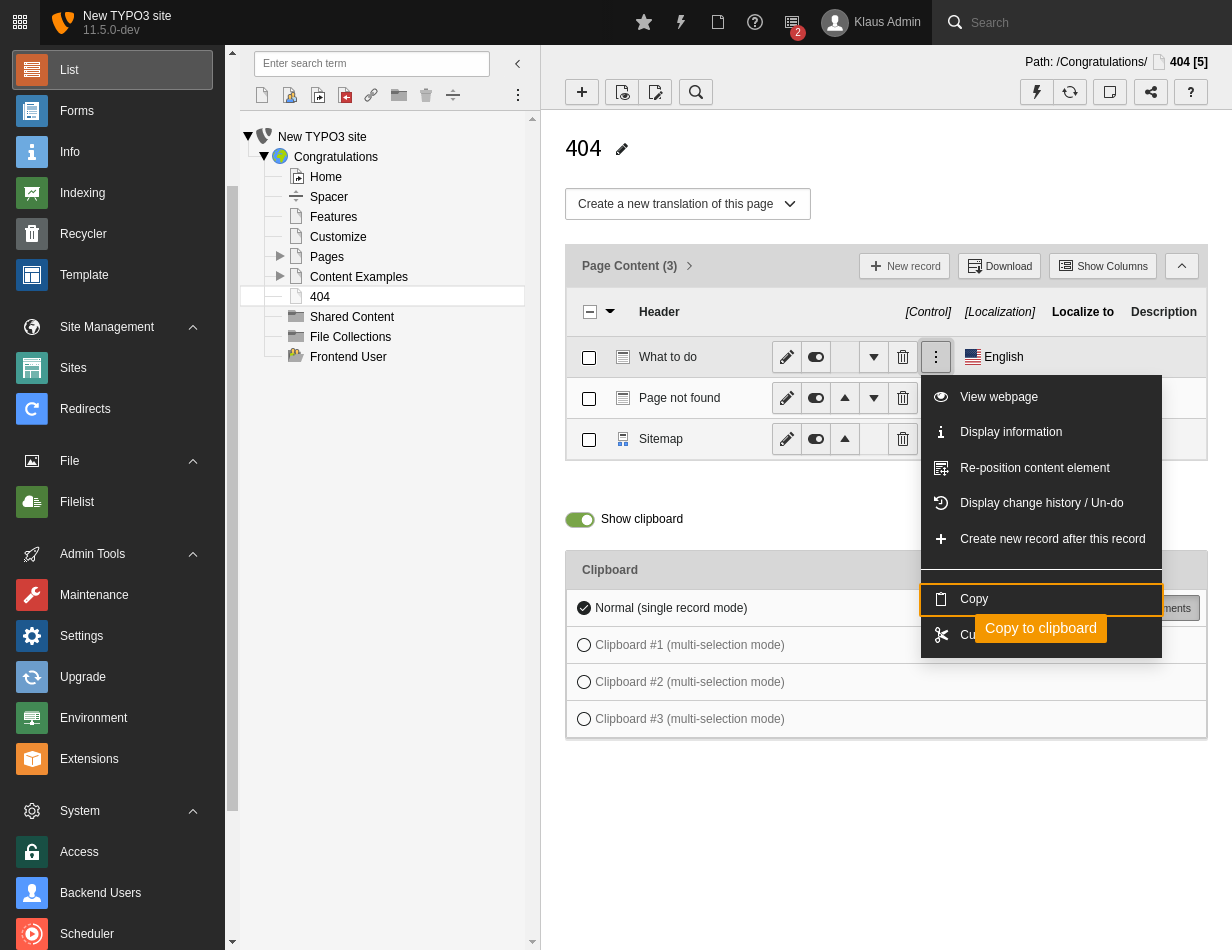 New TYPO3 site
11.5.0-dev
2
Klaus Admin
Search
List
Forms
Info
Indexing
Recycler
Template
Site Management
Sites
Redirects
File
Filelist
Admin Tools
Maintenance
Settings
Upgrade
Environment
Extensions
System
Access
Backend Users
Scheduler
Enter search term
New TYPO3 site
Congratulations
Home
Spacer
Features
Customize
Pages
Content Examples
404
Shared Content
File Collections
Frontend User
Path: /Congratulations/ 404 [5]
?
404
Create a new translation of this page
Page Content (3)
New record
Download
Show Columns
Header [Control] [Localization] Localize to Description
What to do English
Page not found
Sitemap
View webpage
Display information
Re-position content element
Display change history / Un-do
Create new record after this record
Copy
Copy to clipboard
Show clipboard
Clipboard
Normal (single record mode)
Clipboard #1 (multi-selection mode)
Clipboard #2 (multi-selection mode)
Clipboard #3 (multi-selection mode)